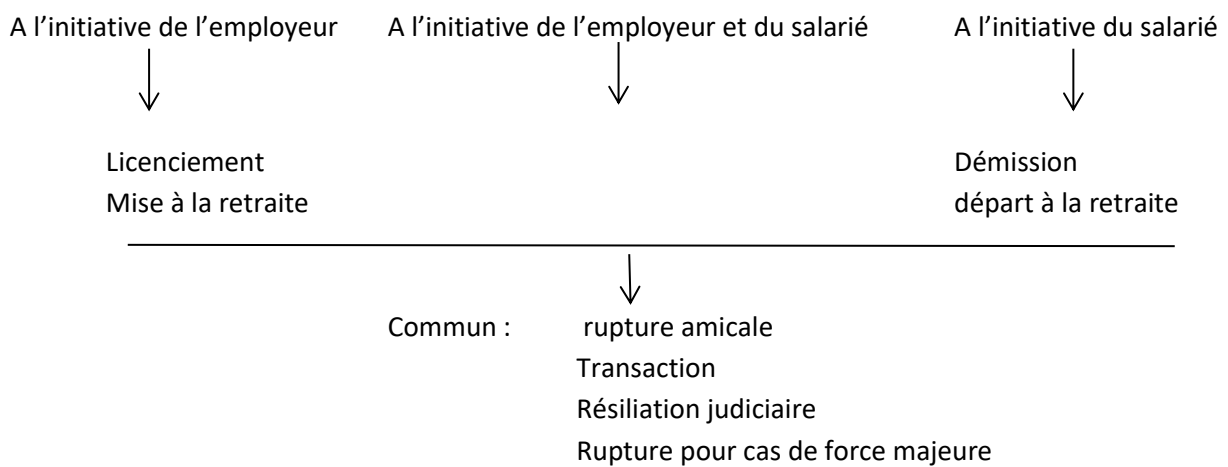 A l’initiative de l’employeur A l’initiative de l’employeur et du salarié A l’initiative du salarié
Licenciement Démission
Mise à la retraite départ à la retraite
Commun : rupture amicale
Transaction
Résiliation judiciaire
Rupture pour cas de force majeure